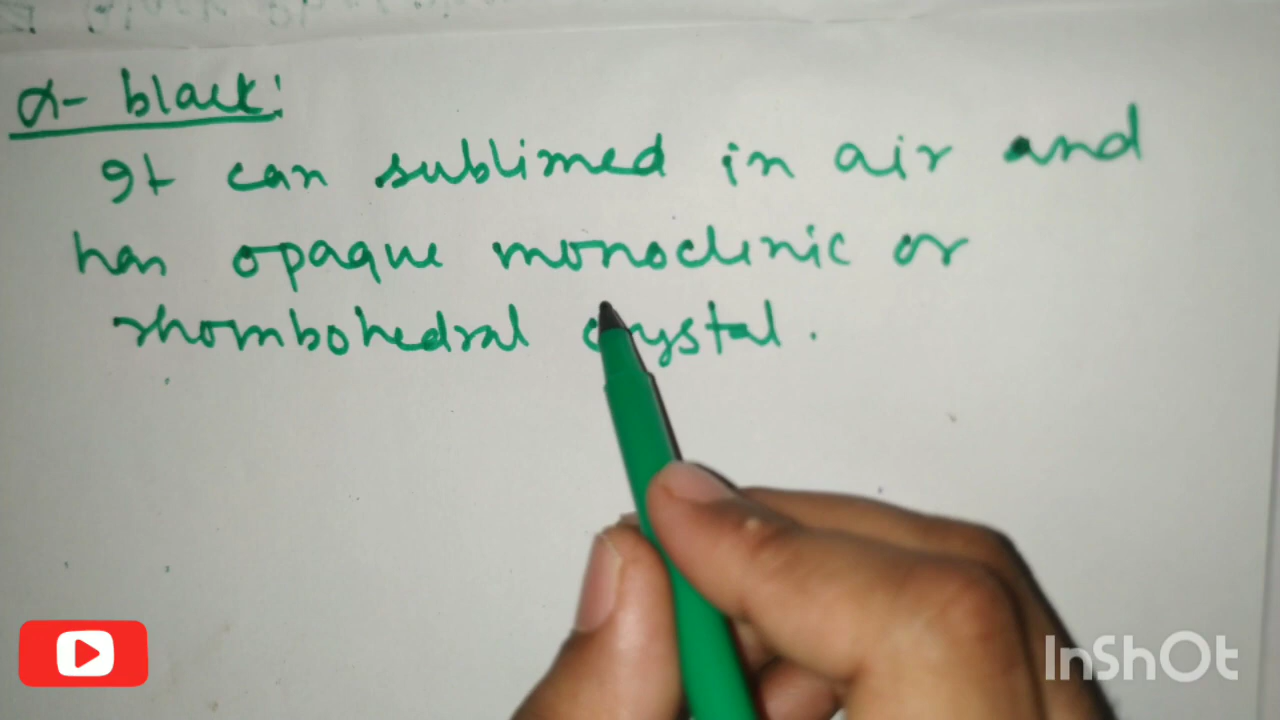 α- black:
It can sublimed in air and
has opaque monoclinic or
rhombohedral crystal.
InShOt